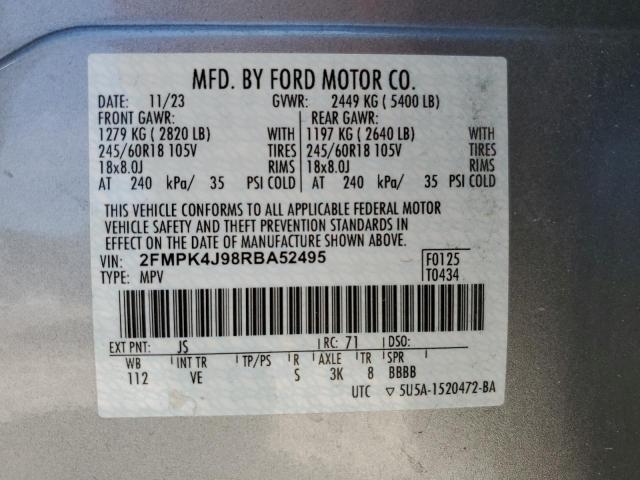 MFD. BY FORD MOTOR CO.
DATE: 11/23 GVWR: 2449 KG ( 5400 LB)
FRONT GAWR: REAR GAWR:
1279 KG ( 2820 LB) WITH 1197 KG ( 2640 LB) WITH
245/60R18 105V TIRES 245/60R18 105V TIRES
18x8.0J RIMS 18x8.0J RIMS
AT 240 kPa/ 35 PSI COLD AT 240 kPa/ 35 PSI COLD
THIS VEHICLE CONFORMS TO ALL APPLICABLE FEDERAL MOTOR
VEHICLE SAFETY AND THEFT PREVENTION STANDARDS IN
EFFECT ON THE DATE OF MANUFACTURE SHOWN ABOVE.
VIN: 2FMPK4J98RBA52495 F0125
TYPE: MPV T0434
EXT PNT: JS RC: 71 DSO:
WB INT TR TP/PS R AXLE TR SPR
112 VE S 3K 8 BBBB
UTC ▽ 5U5A-1520472-BA